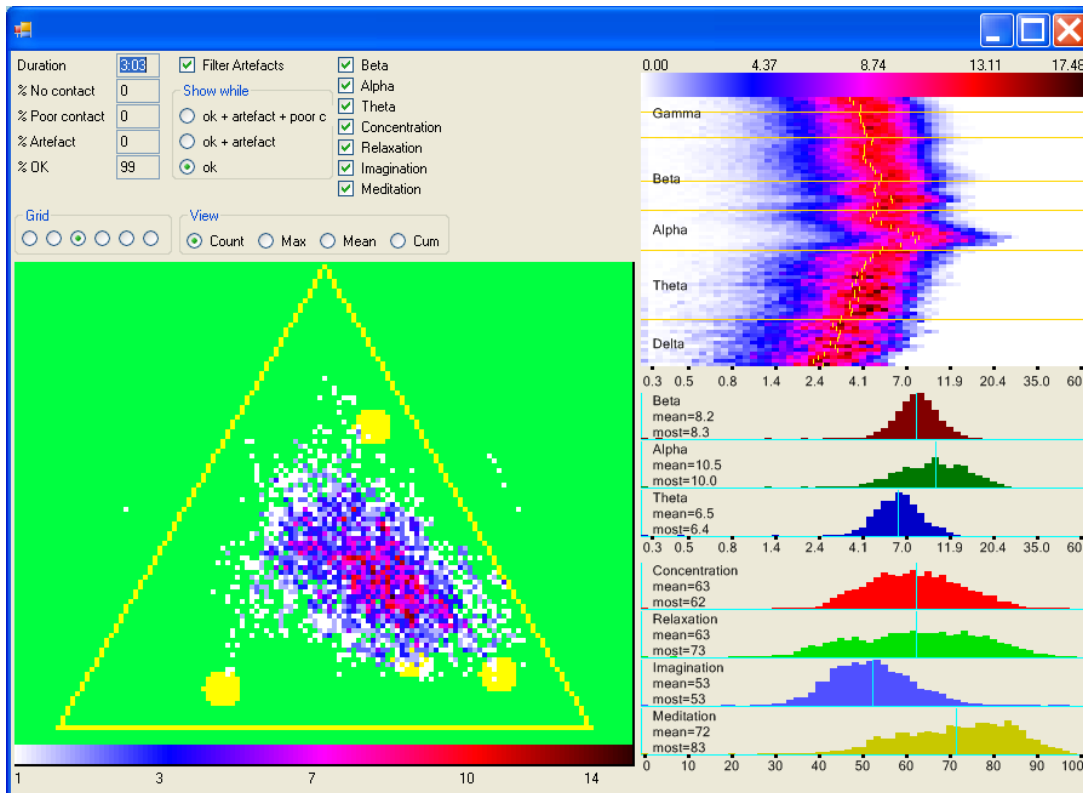 Duration 3:03
% No contact 0
% Poor contact 0
% Artefact 0
% OK 99
Filter Artefacts
Show while
ok + artefact + poor c
ok + artefact
ok
Beta
Alpha
Theta
Concentration
Relaxation
Imagination
Meditation
Grid
View
Count Max Mean Cum
1 3 7 10 14
0.00 4.37 8.74 13.11 17.48
Gamma
Beta
Alpha
Theta
Delta
0.3 0.5 0.8 1.4 2.4 4.1 7.0 11.9 20.4 35.0 60.
Beta
mean=8.2
most=8.3
Alpha
mean=10.5
most=10.0
Theta
mean=6.5
most=6.4
0.3 0.5 0.8 1.4 2.4 4.1 7.0 11.9 20.4 35.0 60.
Concentration
mean=63
most=62
Relaxation
mean=63
most=73
Imagination
mean=53
most=53
Meditation
mean=72
most=83
0 10 20 30 40 50 60 70 80 90 100